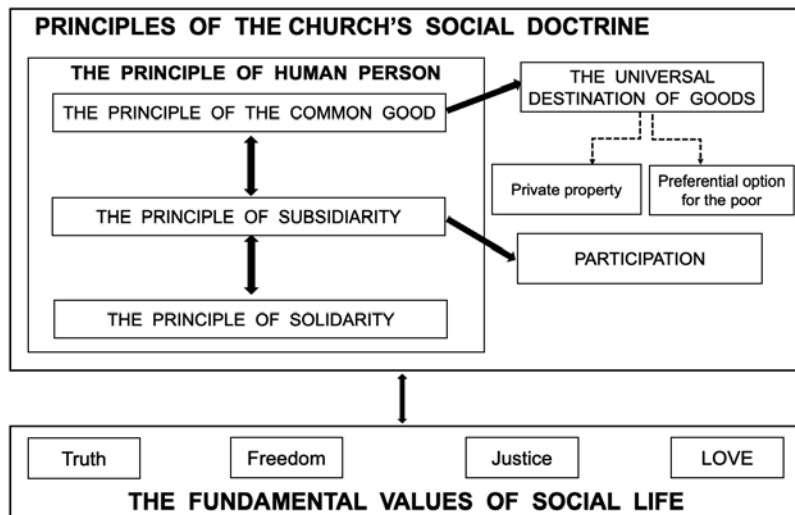 PRINCIPLES OF THE CHURCH'S SOCIAL DOCTRINE
THE PRINCIPLE OF HUMAN PERSON
THE PRINCIPLE OF THE COMMON GOOD
THE UNIVERSAL
DESTINATION OF GOODS
Private property
Preferential option
for the poor
THE PRINCIPLE OF SUBSIDIARITY
PARTICIPATION
THE PRINCIPLE OF SOLIDARITY
Truth
Freedom
Justice
LOVE
THE FUNDAMENTAL VALUES OF SOCIAL LIFE